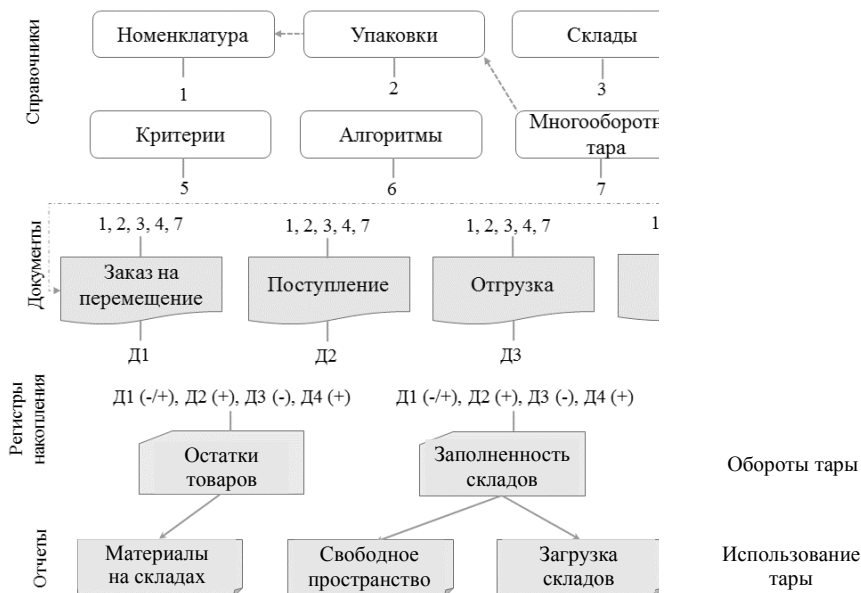 Справочники
Номенклатура
Упаковки
Склады
1
2
3
Критерии
Алгоритмы
Многооборотн
тара
5
6
7
Документы
1, 2, 3, 4, 7
1, 2, 3, 4, 7
1, 2, 3, 4, 7
1
Заказ на
перемещение
Поступление
Отгрузка
Д1
Д2
Д3
Регистры
накопления
Д1 (-/+), Д2 (+), Д3 (-), Д4 (+)
Д1 (-/+), Д2 (+), Д3 (-), Д4 (+)
Остатки
товаров
Заполненность
складов
Обороты тары
Отчеты
Материалы
на складах
Свободное
пространство
Загрузка
складов
Использование
тары